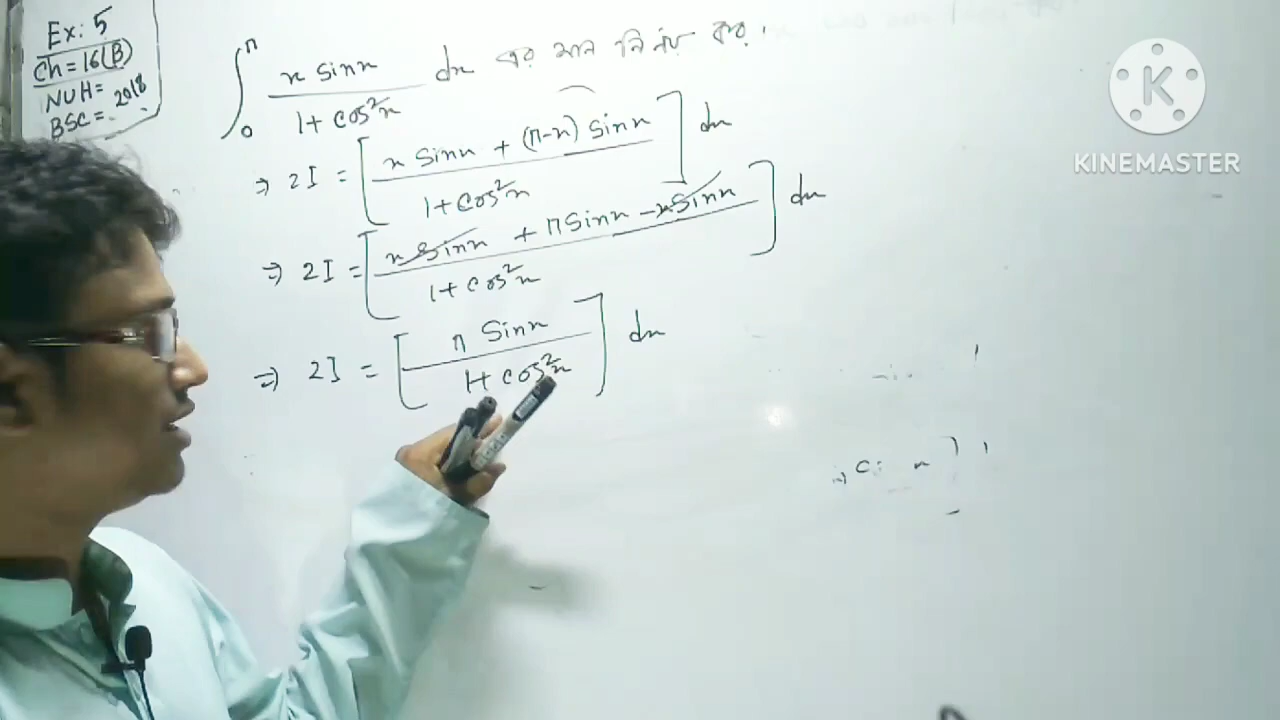 Ex: 5
Ch = 16(B)
NUH = 2018
BSC =
∫₀^π x sinx / 1 + cos²x dx এর মান নির্ণয় কর।
⇒ 2I = [x sinx + (π-x) sinx / 1 + cos²x] dx
⇒ 2I = [x sinx + π sinx - x sinx / 1 + cos²x] dx
⇒ 2I = [π sinx / 1 + cos²x] dx
K
KINEMASTER